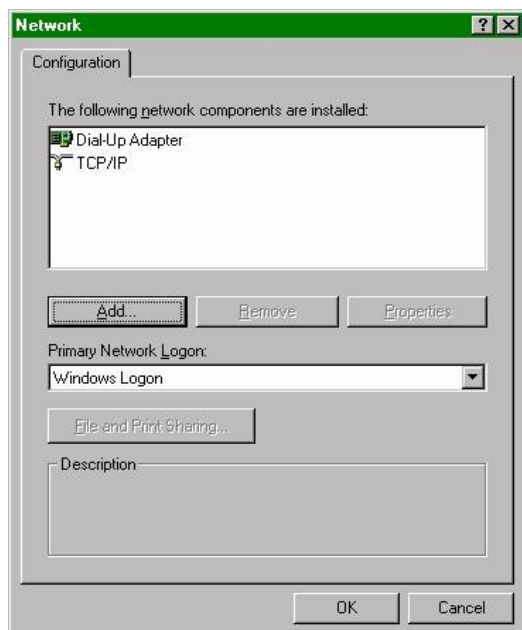 Network
Configuration
The following network components are installed:
Dial-Up Adapter
TCP/IP
Add... Remove Properties
Primary Network Logon:
Windows Logon
File and Print Sharing...
Description
OK Cancel